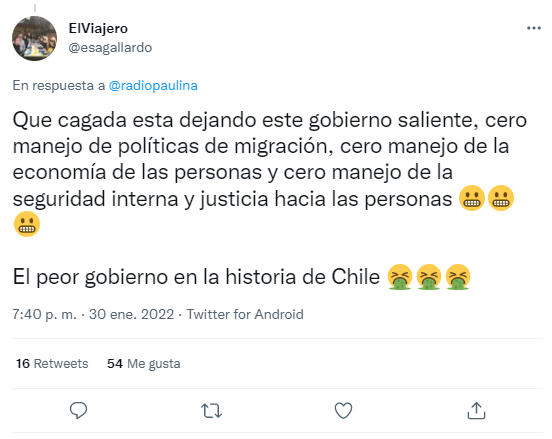 ElViajero
@esagallardo
En respuesta a @radiopaulina
Que cagada esta dejando este gobierno saliente, cero
manejo de políticas de migración, cero manejo de la
economía de las personas y cero manejo de la
seguridad interna y justicia hacia las personas 😬😬
😬
El peor gobierno en la historia de Chile 🤮🤮🤮
7:40 p. m. · 30 ene. 2022 · Twitter for Android
16 Retweets 54 Me gusta